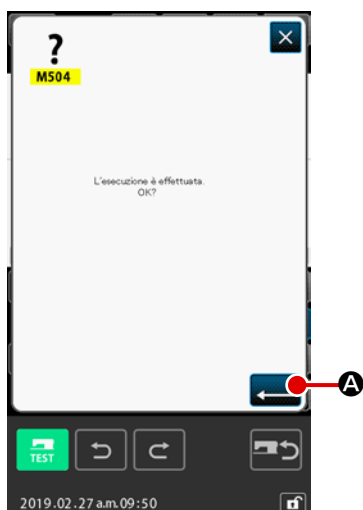 ?
M504
L'esecuzione è effettuata.
OK?
A
TEST
2019.02.27 a.m.09:50